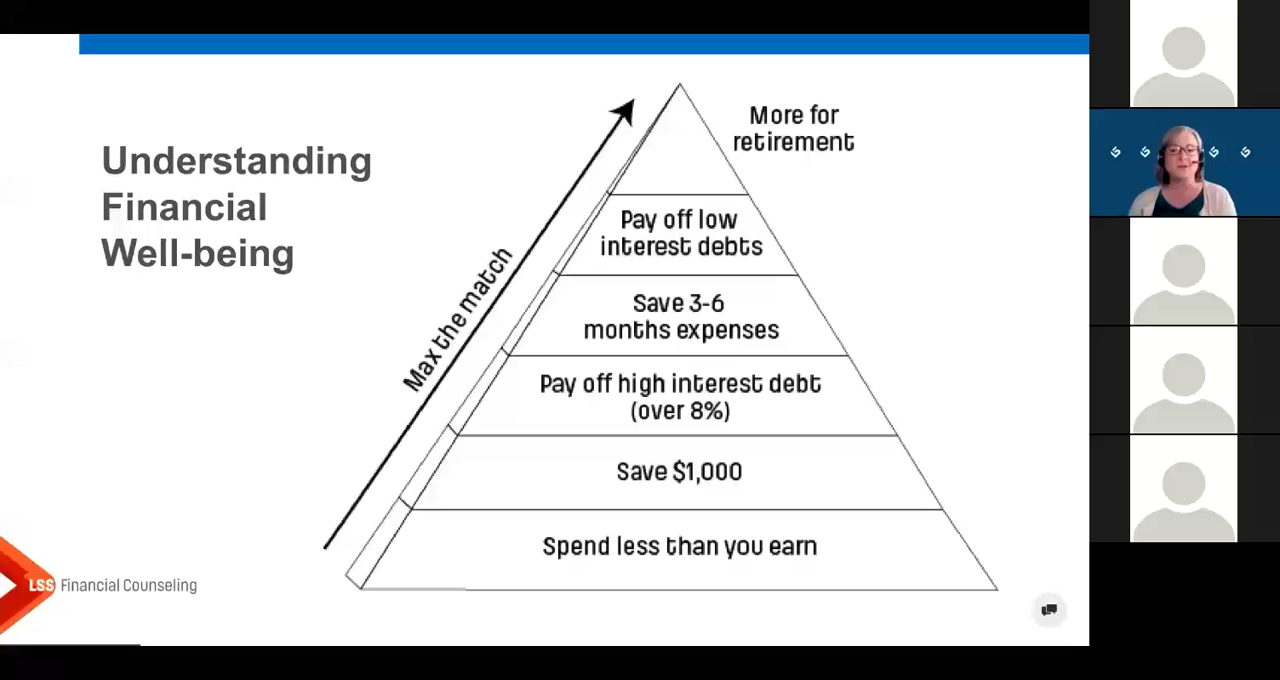 Understanding
Financial
Well-being
Max the match
More for
retirement
Pay off low
interest debts
Save 3-6
months expenses
Pay off high interest debt
(over 8%)
Save $1,000
Spend less than you earn
LSS Financial Counseling